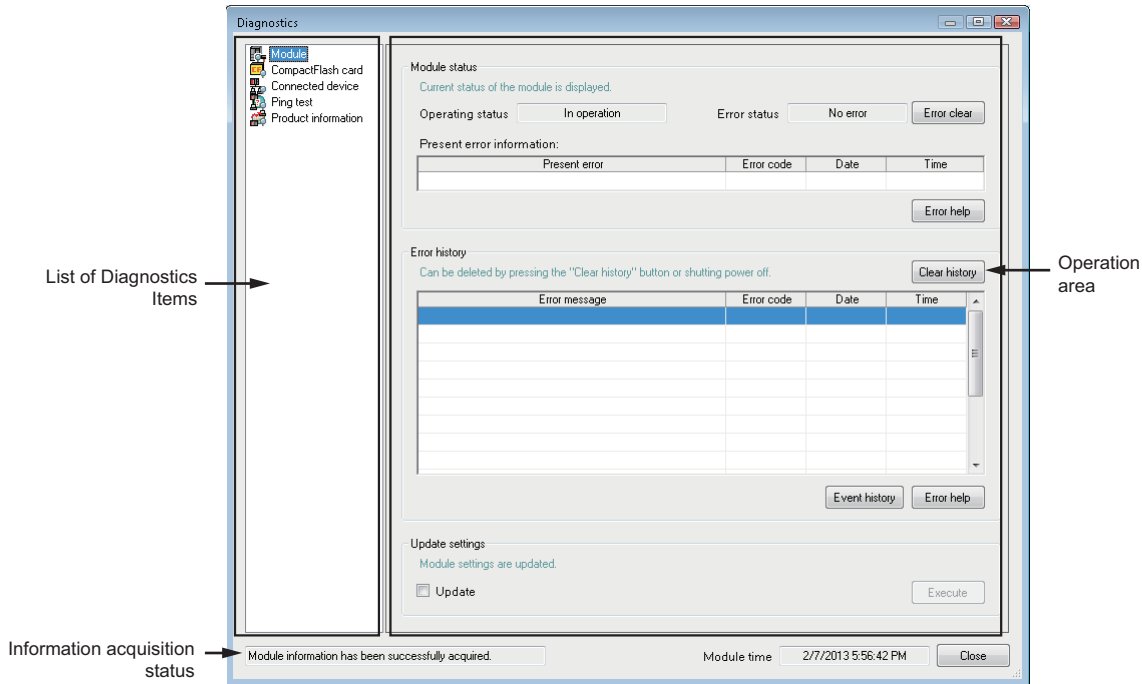 Diagnostics
Module
CompactFlash card
Connected device
Ping test
Product information
Module status
Current status of the module is displayed.
Operating status In operation Error status No error Error clear
Present error information:
Present error Error code Date Time
Error help
Error history
Can be deleted by pressing the "Clear history" button or shutting power off. Clear history
Error message Error code Date Time
Event history Error help
Update settings
Module settings are updated.
Update Execute
Module information has been successfully acquired. Module time 2/7/2013 5:56:42 PM Close
List of Diagnostics
Items
Operation
area
Information acquisition
status